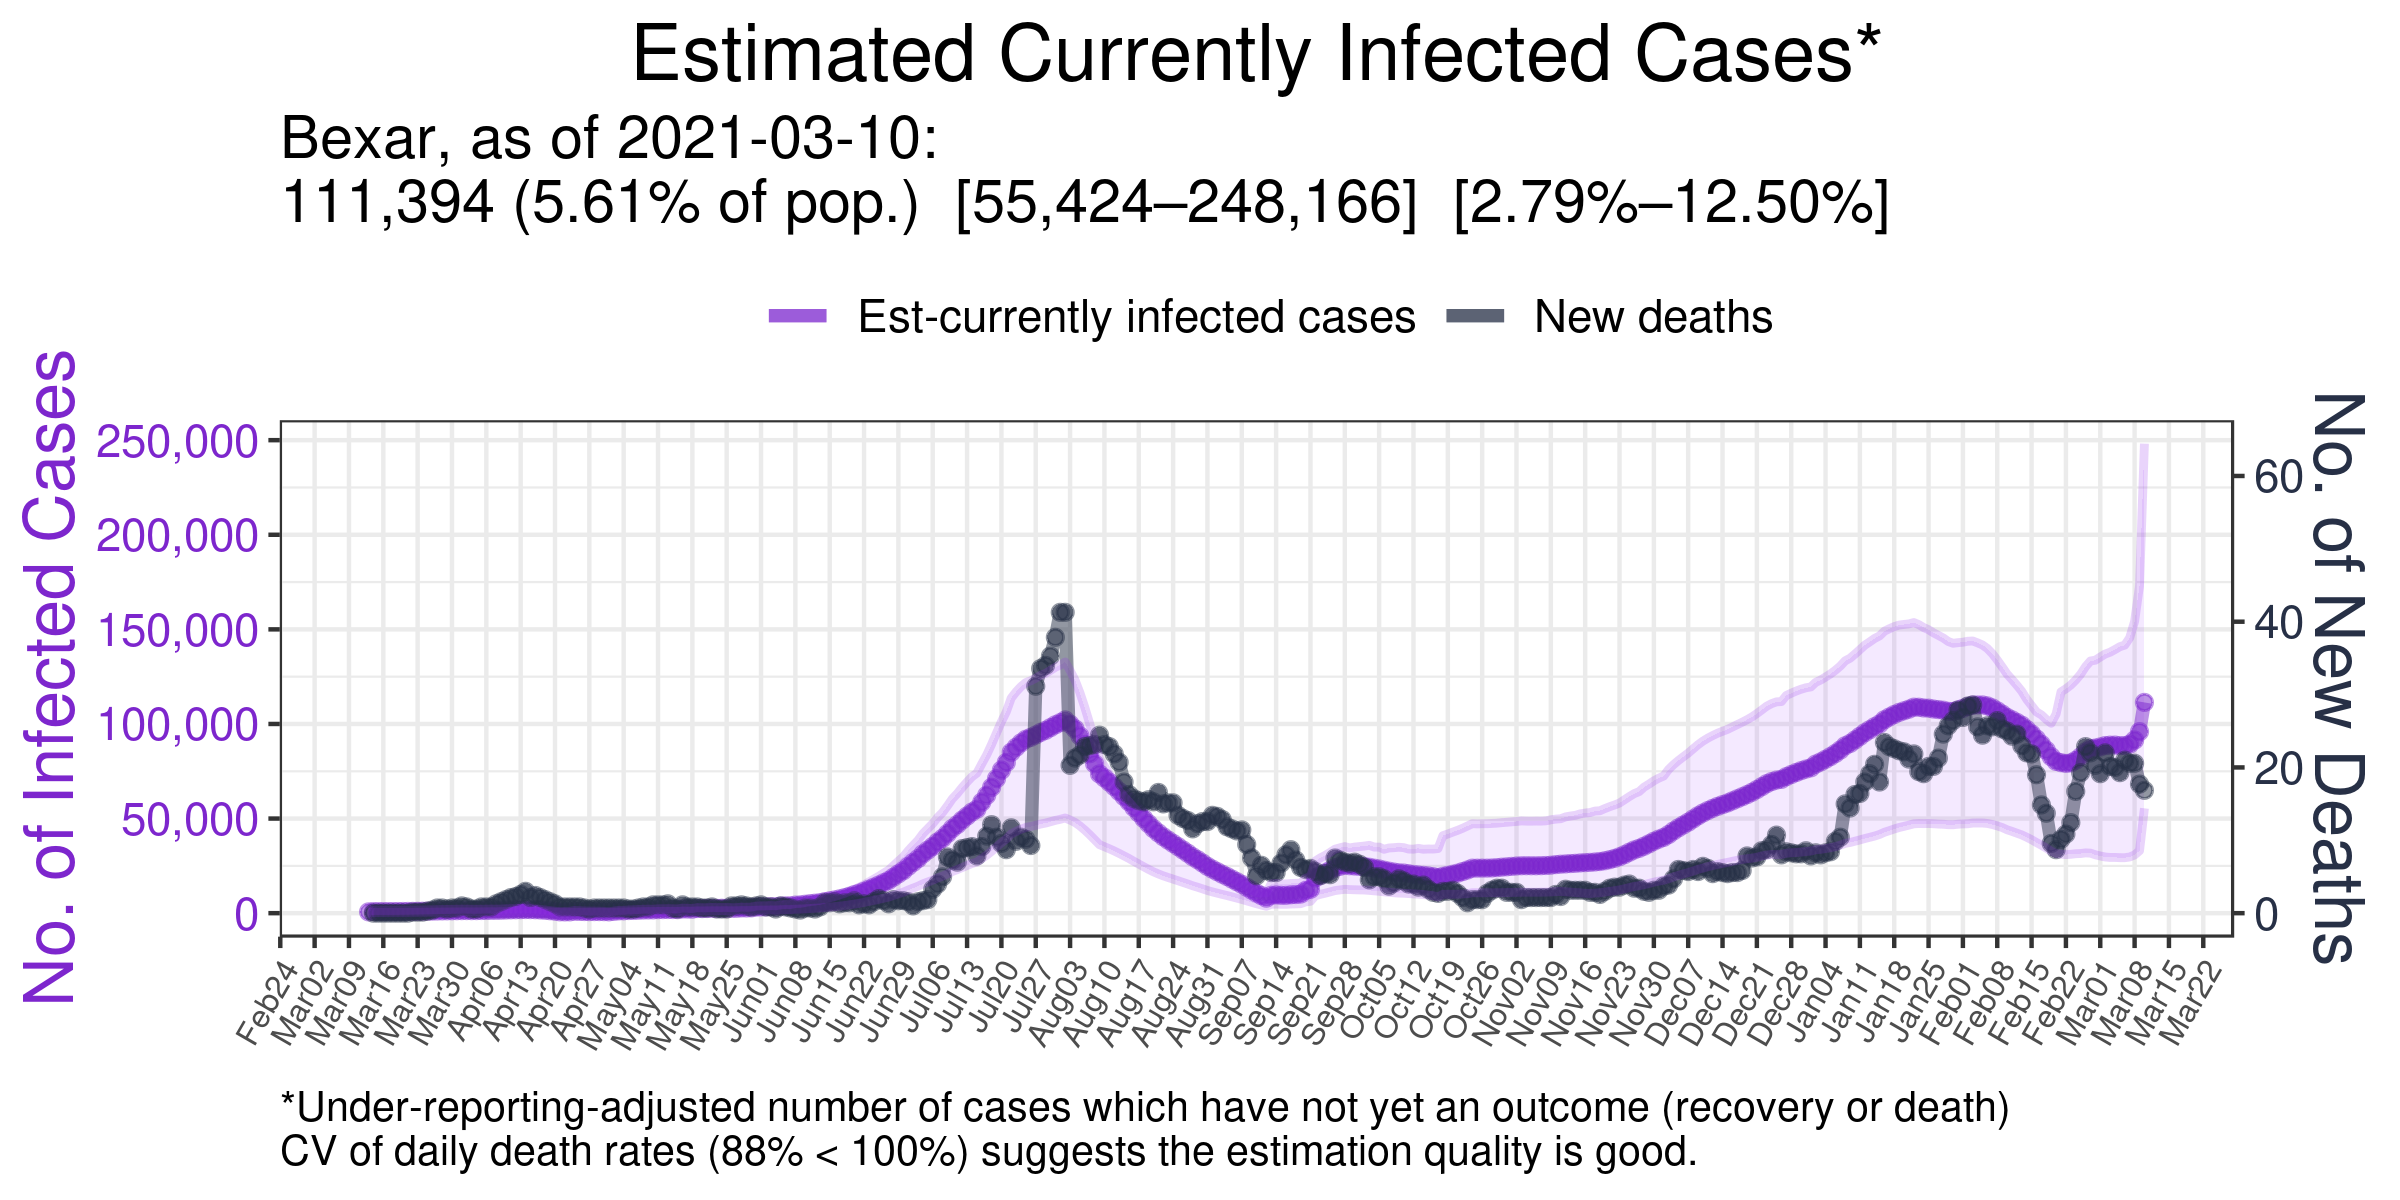 Estimated Currently Infected Cases*
Bexar, as of 2021-03-10:
111,394 (5.61% of pop.) [55,424–248,166] [2.79%–12.50%]
Est-currently infected cases
New deaths
No. of Infected Cases
250,000
200,000
150,000
100,000
50,000
0
60
40
20
0
No. of New Deaths
Feb24
Mar02
Mar09
Mar16
Mar23
Mar30
Apr06
Apr13
Apr20
Apr27
May04
May11
May18
May25
Jun01
Jun08
Jun15
Jun22
Jun29
Jul06
Jul13
Jul20
Jul27
Aug03
Aug10
Aug17
Aug24
Aug31
Sep07
Sep14
Sep21
Sep28
Oct05
Oct12
Oct19
Oct26
Nov02
Nov09
Nov16
Nov23
Nov30
Dec07
Dec14
Dec21
Dec28
Jan04
Jan11
Jan18
Jan25
Feb01
Feb08
Feb15
Feb22
Mar01
Mar08
Mar15
Mar22
*Under-reporting-adjusted number of cases which have not yet an outcome (recovery or death)
CV of daily death rates (88% < 100%) suggests the estimation quality is good.